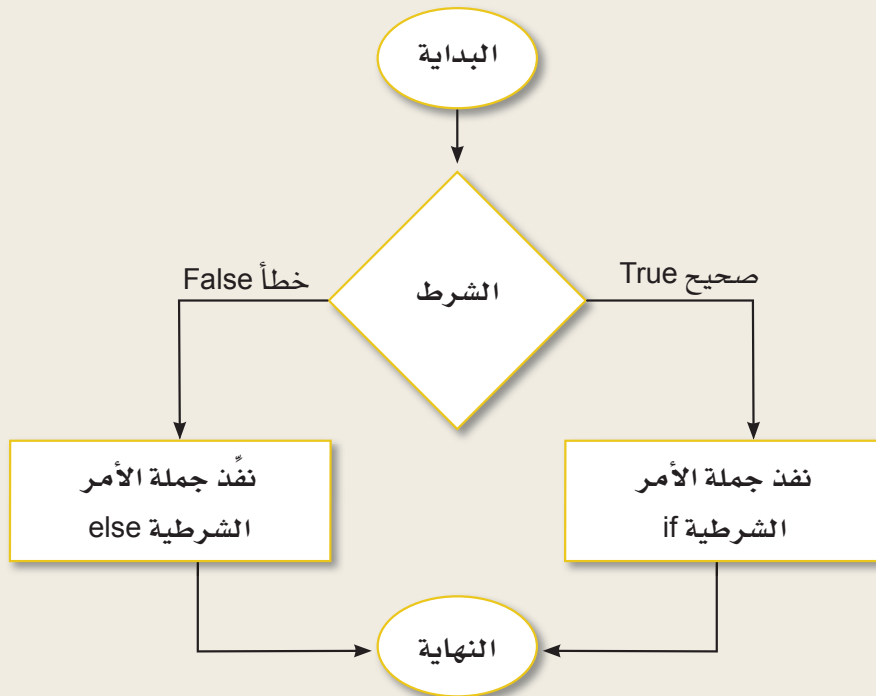 البداية
الشرط
صحيح True
خطأ False
نفذ جملة الأمر
الشرطية if
نفِّذ جملة الأمر
الشرطية else
النهاية